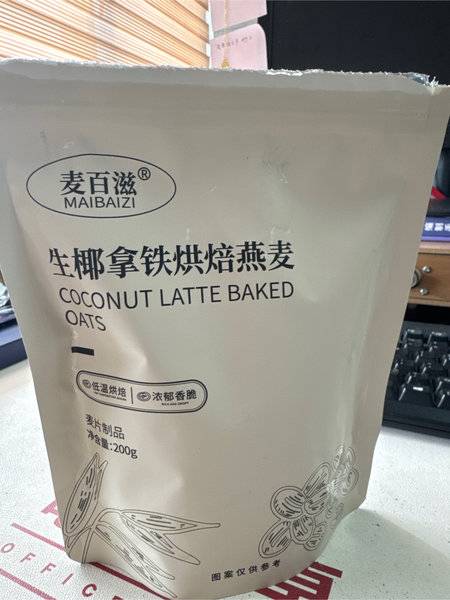 麦百滋®
MAIBAIZI
生椰拿铁烘焙燕麦
COCONUT LATTE BAKED
OATS
低温烘焙 浓郁香脆
麦片制品
净含量:200g
图案仅供参考
OFFICE